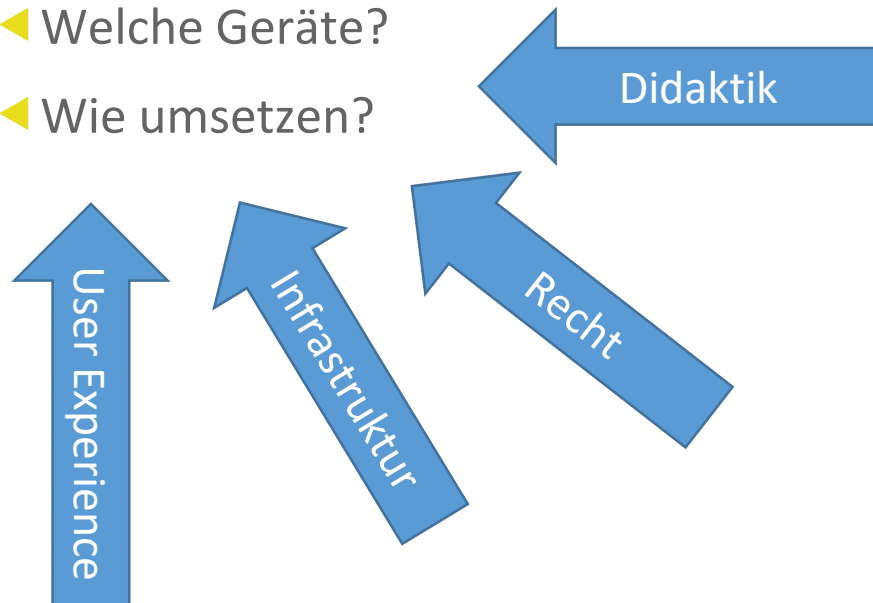 Welche Geräte?
Wie umsetzen?
Didaktik
Recht
Infrastruktur
User Experience